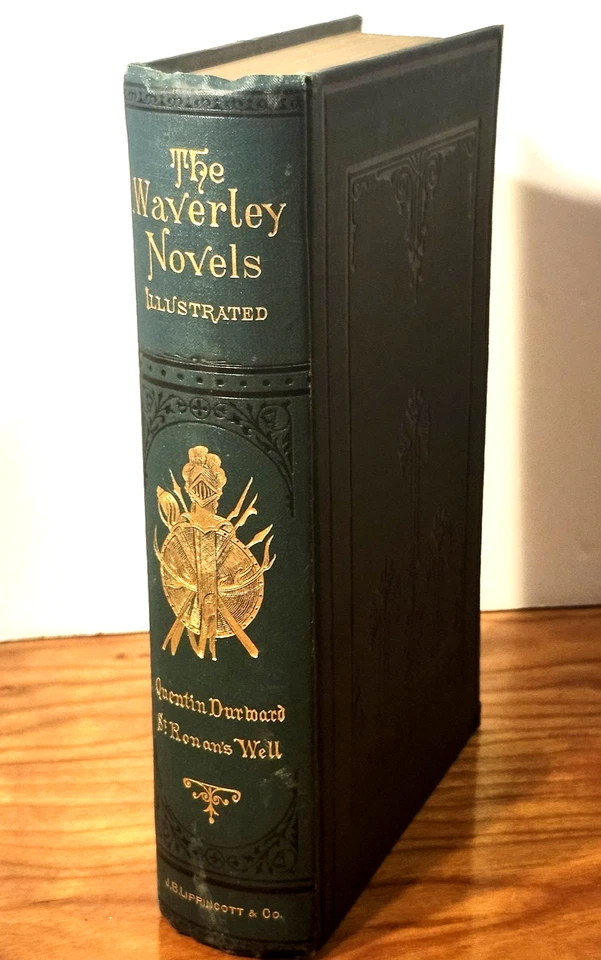 The
Waverley
Novels
ILLUSTRATED
Quentin Durward
St. Ronan's Well
J.B. LIPPINCOTT & CO.